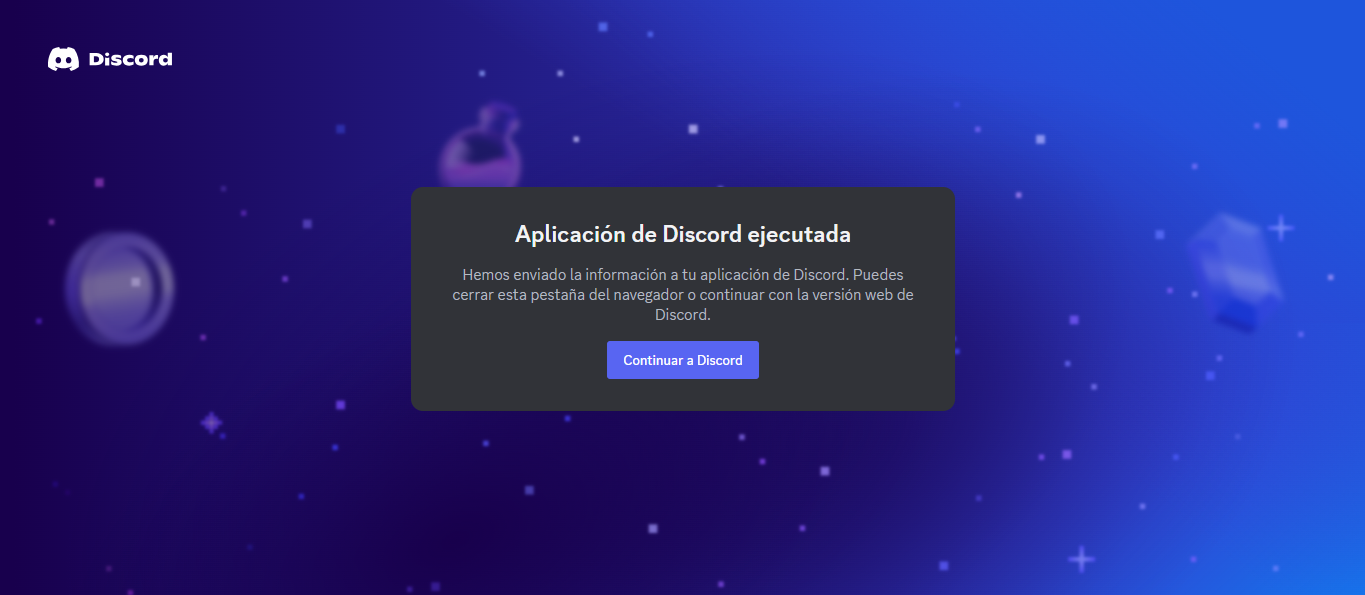 Discord
Aplicación de Discord ejecutada
Hemos enviado la información a tu aplicación de Discord. Puedes
cerrar esta pestaña del navegador o continuar con la versión web de
Discord.
Continuar a Discord